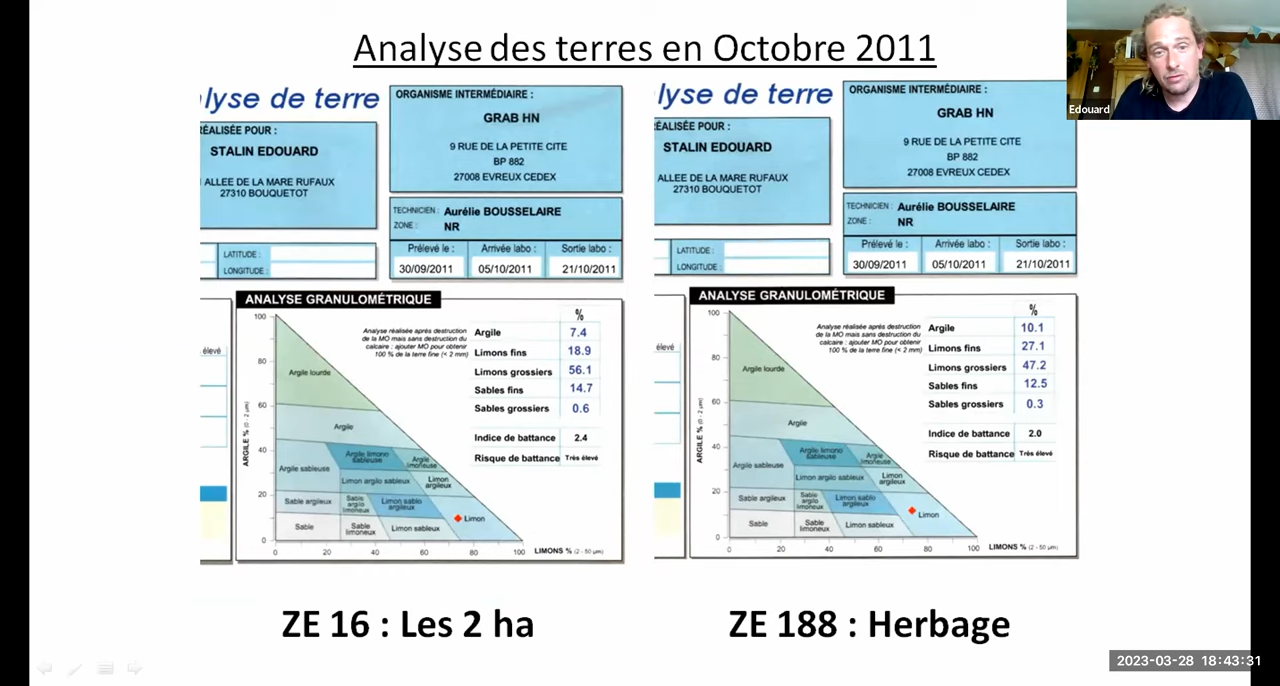 Analyse des terres en Octobre 2011
Edouard
lyse de terre
RÉALISÉE POUR :
STALIN EDOUARD
ALLEE DE LA MARE RUFAUX
27310 BOUQUETOT
LATITUDE :
LONGITUDE :
ORGANISME INTERMÉDIAIRE :
GRAB HN
9 RUE DE LA PETITE CITE
BP 882
27008 EVREUX CEDEX
TECHNICIEN : Aurélie BOUSSELAIRE
ZONE : NR
Prélevé le : Arrivée labo : Sortie labo :
30/09/2011 05/10/2011 21/10/2011
élevé
ANALYSE GRANULOMÉTRIQUE
Analyse réalisée après destruction
de la MO mais sans destruction du
calcaire : ajouter MO pour obtenir
100 % de la terre fine (< 2 mm)
%
Argile 7.4
Limons fins 18.9
Limons grossiers 56.1
Sables fins 14.7
Sables grossiers 0.6
Indice de battance 2.4
Risque de battance Très élevé
ARGILE % (0 - 2 µm)
100
80
60
40
20
0
Argile lourde
Argile
Argile limono sableuse
Argile limoneuse
Argile sableuse
Limon argilo sableux
Limon argileux
Sable argileux
Sable argilo limoneux
Limon sablo argileux
Limon
Sable
Sable limoneux
Limon sableux
0 20 40 60 80 100
LIMONS % (2 - 50 µm)
ZE 16 : Les 2 ha
lyse de terre
RÉALISÉE POUR :
STALIN EDOUARD
ALLEE DE LA MARE RUFAUX
27310 BOUQUETOT
LATITUDE :
LONGITUDE :
ORGANISME INTERMÉDIAIRE :
GRAB HN
9 RUE DE LA PETITE CITE
BP 882
27008 EVREUX CEDEX
TECHNICIEN : Aurélie BOUSSELAIRE
ZONE : NR
Prélevé le : Arrivée labo : Sortie labo :
30/09/2011 05/10/2011 21/10/2011
élevé
ANALYSE GRANULOMÉTRIQUE
Analyse réalisée après destruction
de la MO mais sans destruction du
calcaire : ajouter MO pour obtenir
100 % de la terre fine (< 2 mm)
%
Argile 10.1
Limons fins 27.1
Limons grossiers 47.2
Sables fins 12.5
Sables grossiers 0.3
Indice de battance 2.0
Risque de battance Très élevé
ARGILE % (0 - 2 µm)
100
80
60
40
20
0
Argile lourde
Argile
Argile limono sableuse
Argile limoneuse
Argile sableuse
Limon argilo sableux
Limon argileux
Sable argileux
Sable argilo limoneux
Limon sablo argileux
Limon
Sable
Sable limoneux
Limon sableux
0 20 40 60 80 100
LIMONS % (2 - 50 µm)
ZE 188 : Herbage
2023-03-28 18:43:31